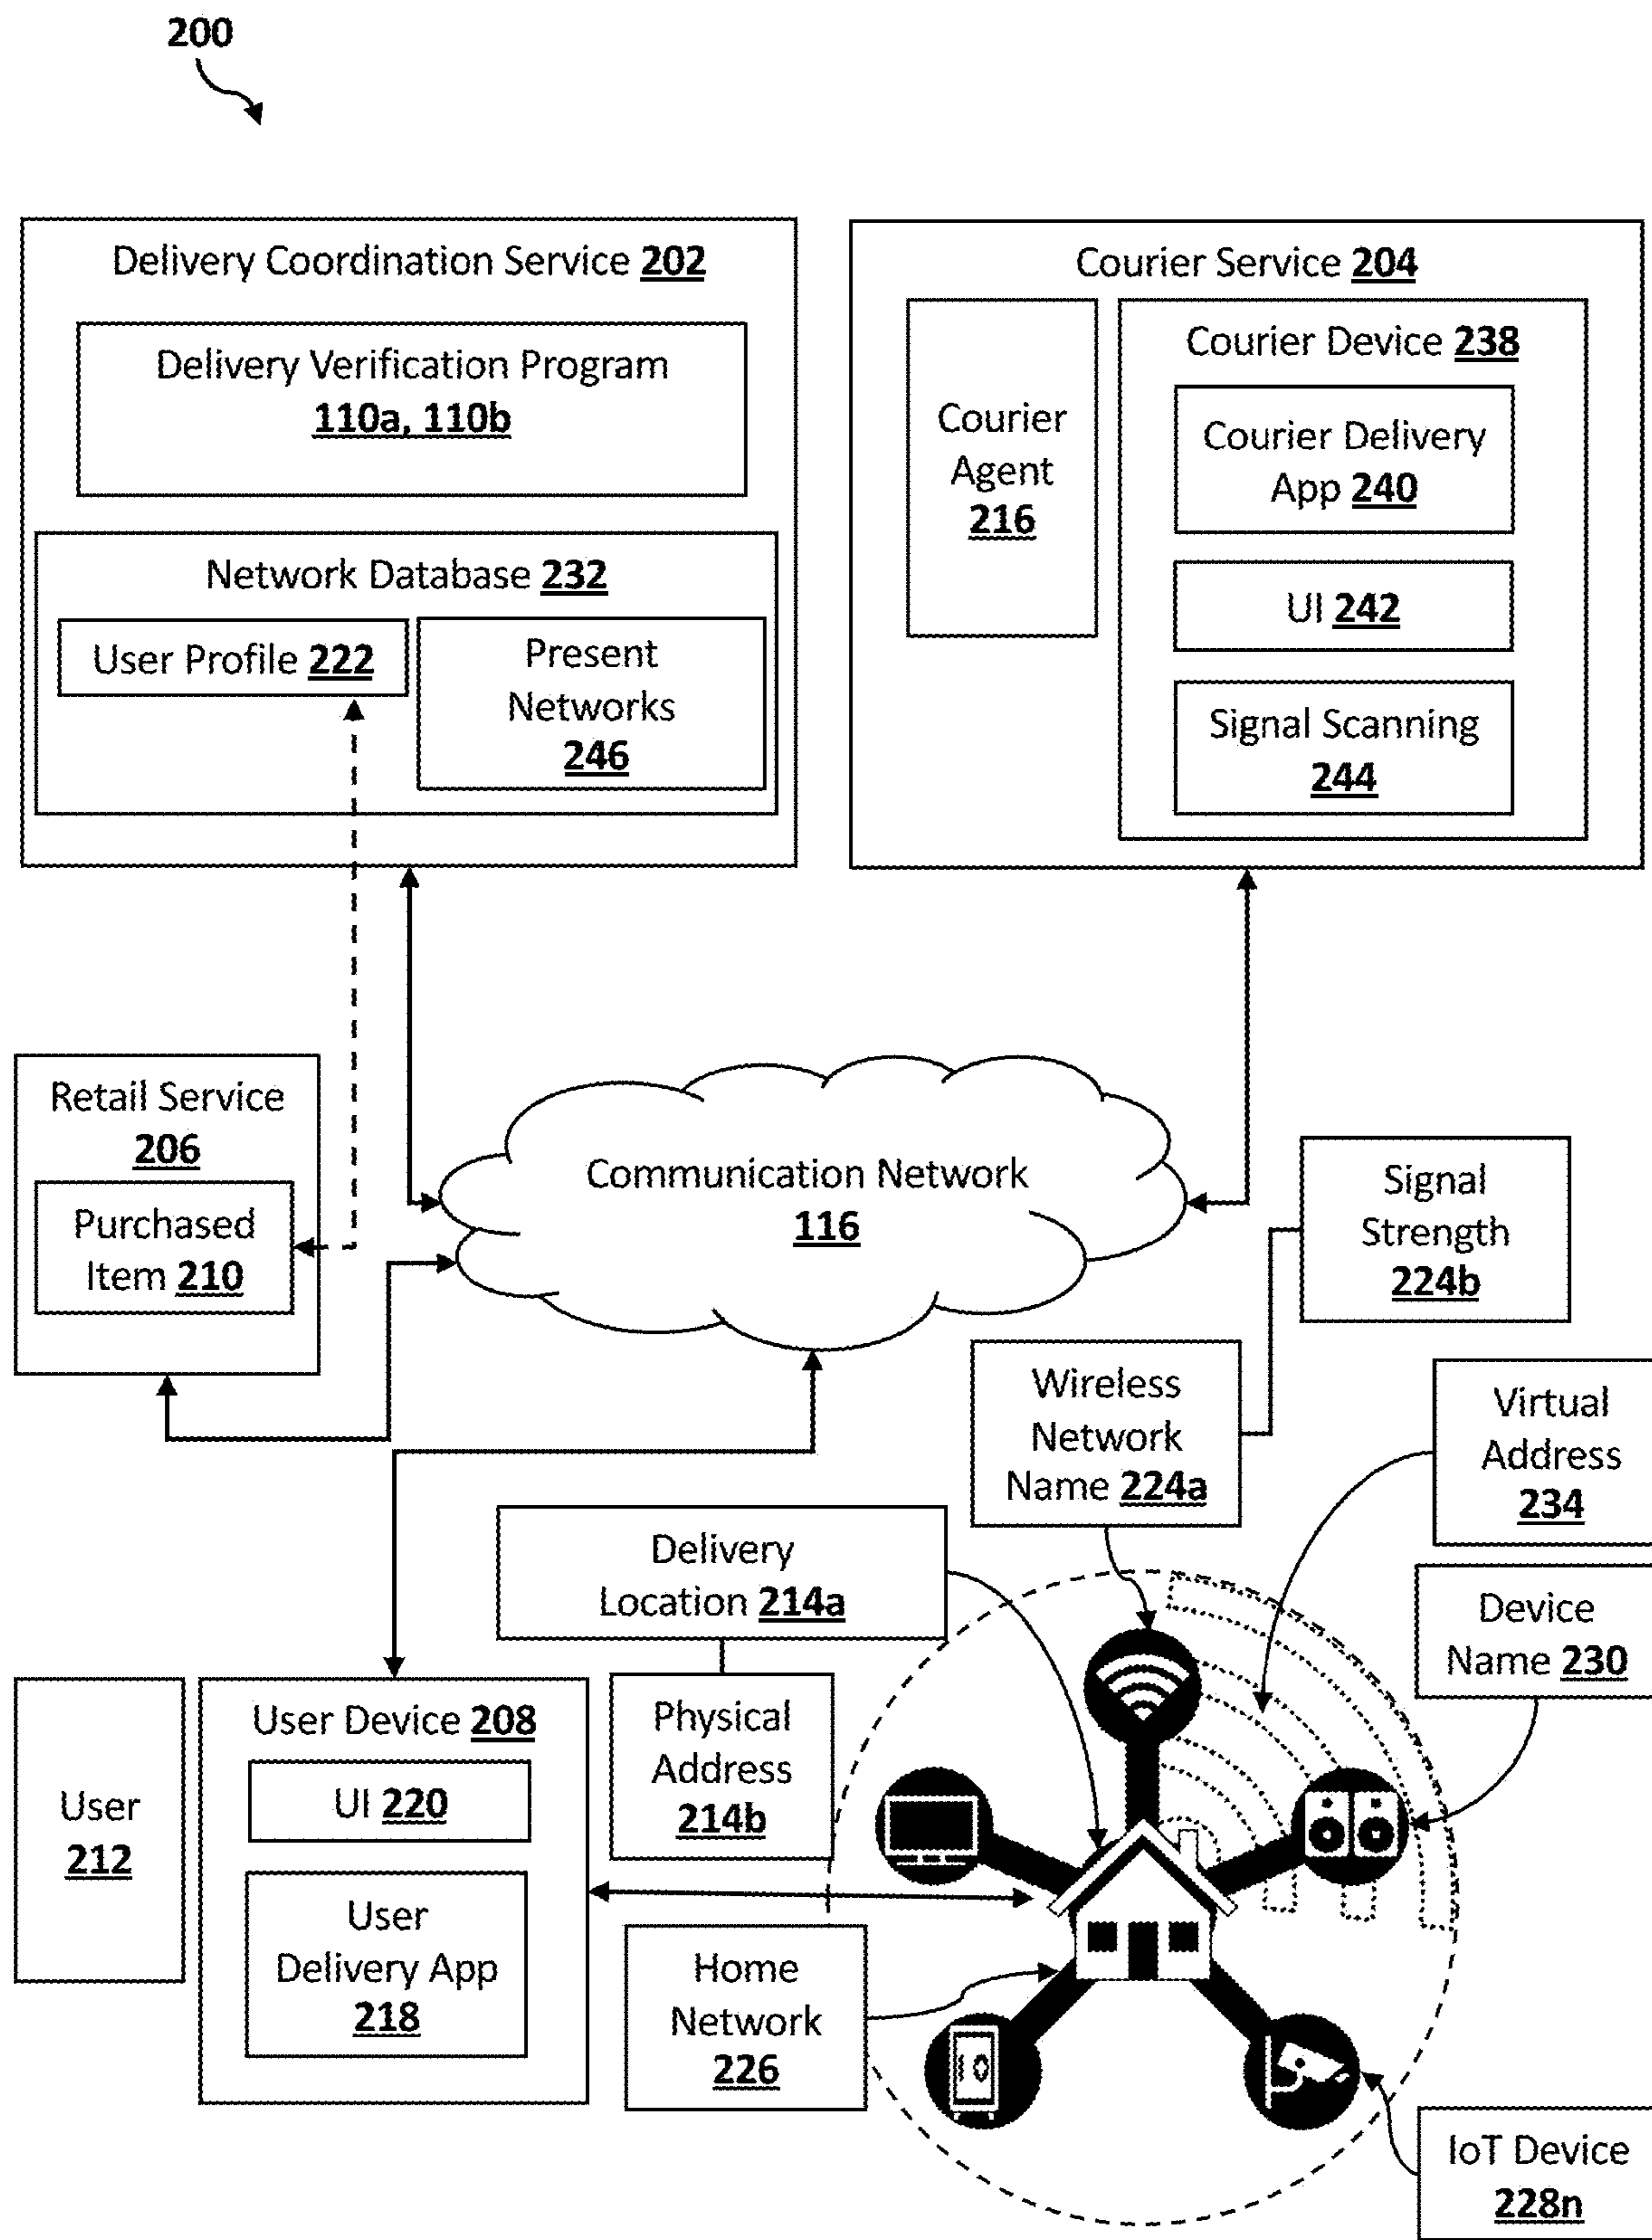 200
Delivery Coordination Service 202
Delivery Verification Program
110a, 110b
Network Database 232
User Profile 222
Present
Networks
246
Courier Service 204
Courier
Agent
216
Courier Device 238
Courier Delivery
App 240
UI 242
Signal Scanning
244
Retail Service
206
Purchased
Item 210
Communication Network
116
Signal
Strength
224b
Wireless
Network
Name 224a
Virtual
Address
234
Delivery
Location 214a
Device
Name 230
Physical
Address
214b
User
212
User Device 208
UI 220
User
Delivery App
218
Home
Network
226
IoT Device
228n